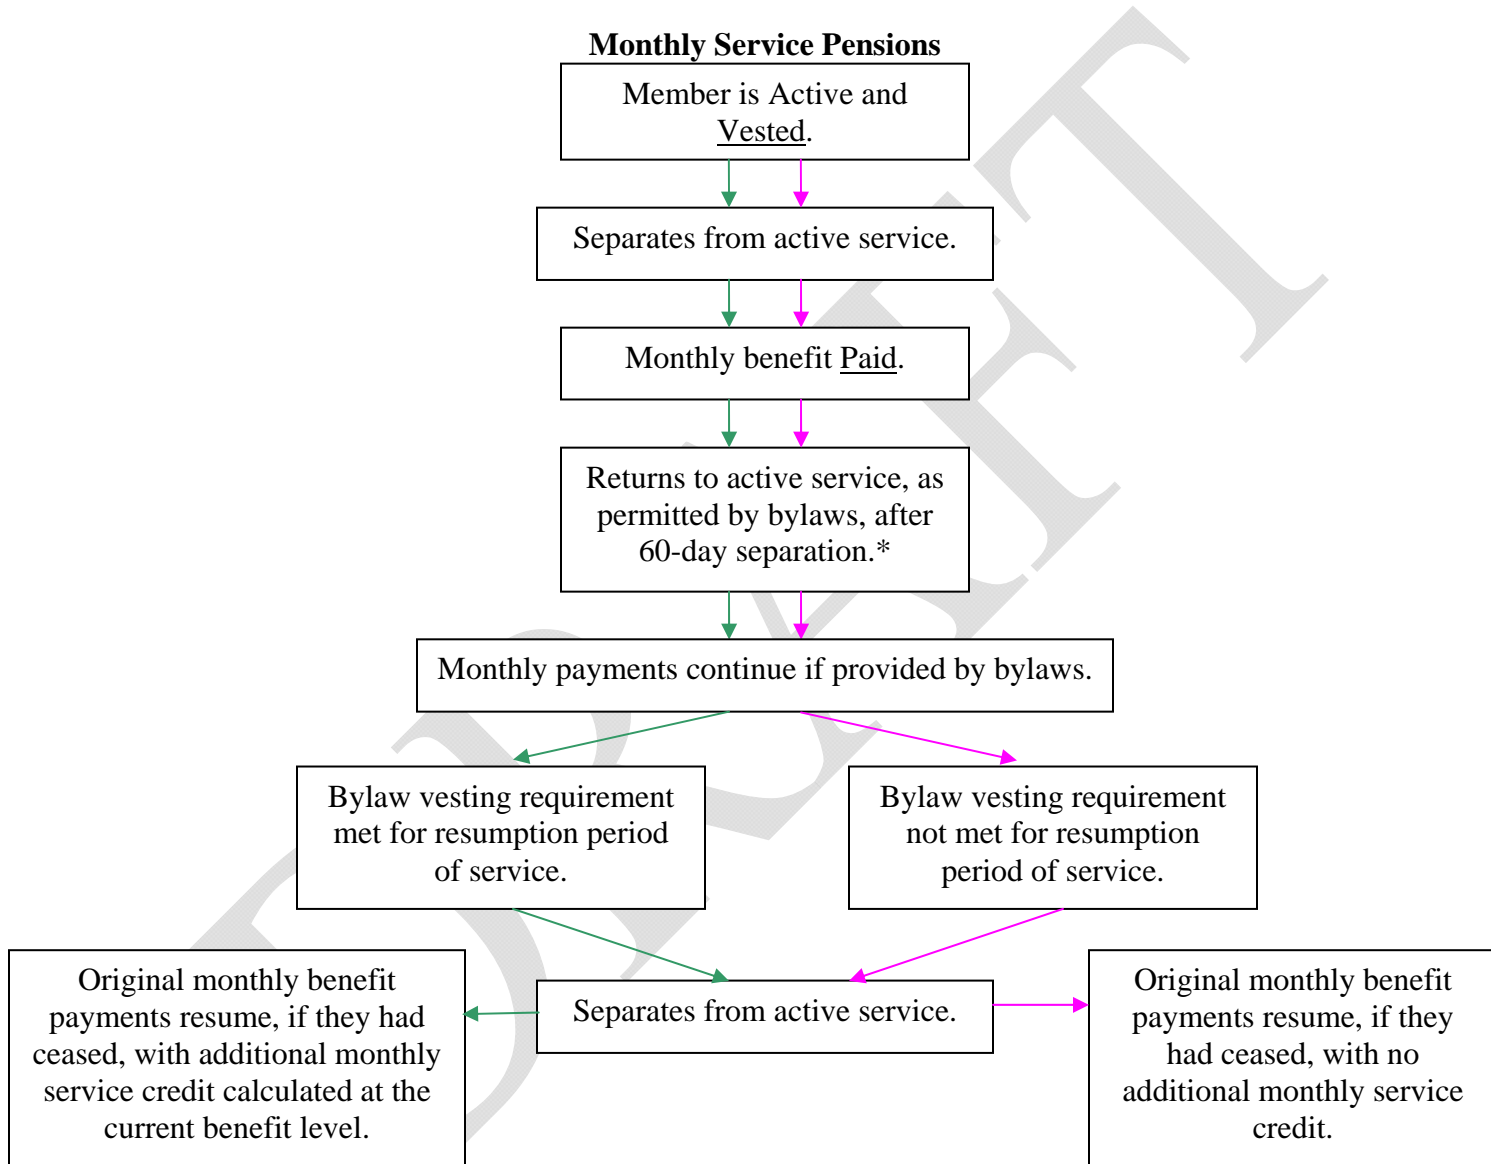 Monthly Service Pensions
Member is Active and
Vested.
Separates from active service.
Monthly benefit Paid.
Returns to active service, as
permitted by bylaws, after
60-day separation.*
Monthly payments continue if provided by bylaws.
Bylaw vesting requirement
met for resumption period
of service.
Bylaw vesting requirement
not met for resumption
period of service.
Separates from active service.
Original monthly benefit
payments resume, if they had
ceased, with additional monthly
service credit calculated at the
current benefit level.
Original monthly benefit
payments resume, if they
had ceased, with no
additional monthly service
credit.
DRAFT